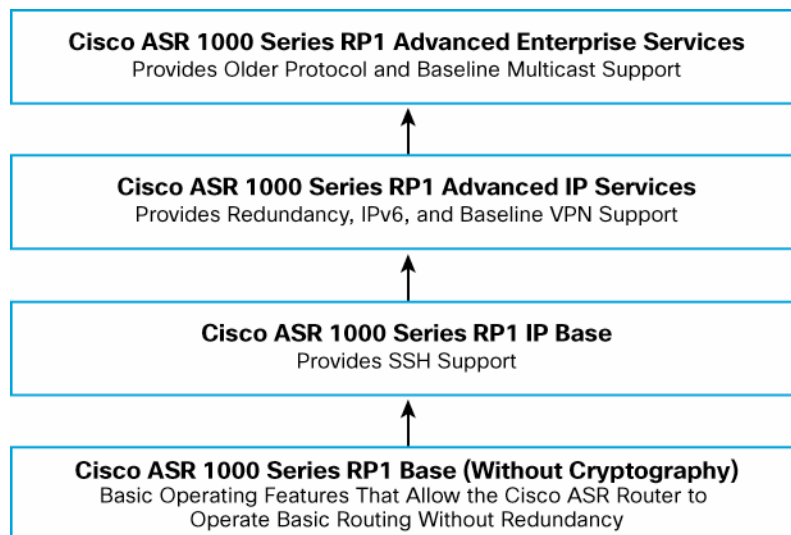 Cisco ASR 1000 Series RP1 Advanced Enterprise Services
Provides Older Protocol and Baseline Multicast Support
Cisco ASR 1000 Series RP1 Advanced IP Services
Provides Redundancy, IPv6, and Baseline VPN Support
Cisco ASR 1000 Series RP1 IP Base
Provides SSH Support
Cisco ASR 1000 Series RP1 Base (Without Cryptography)
Basic Operating Features That Allow the Cisco ASR Router to
Operate Basic Routing Without Redundancy